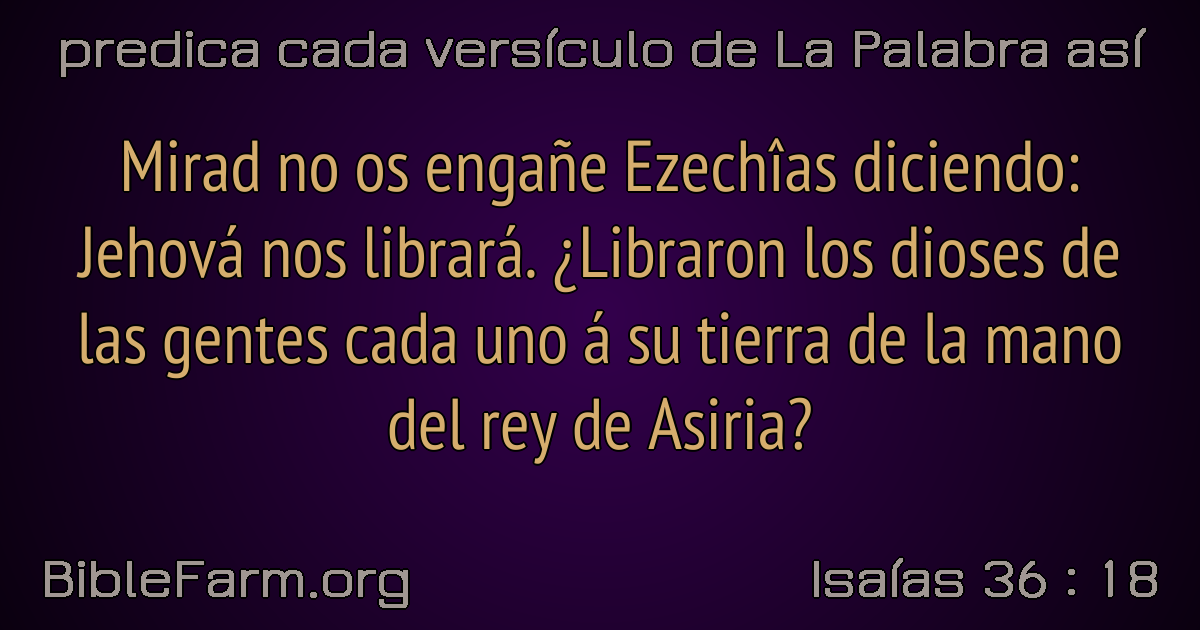 predica cada versículo de La Palabra así
Mirad no os engañe Ezechîas diciendo:
Jehová nos librará. ¿Libraron los dioses de
las gentes cada uno á su tierra de la mano
del rey de Asiria?
BibleFarm.org
Isaías 36 : 18